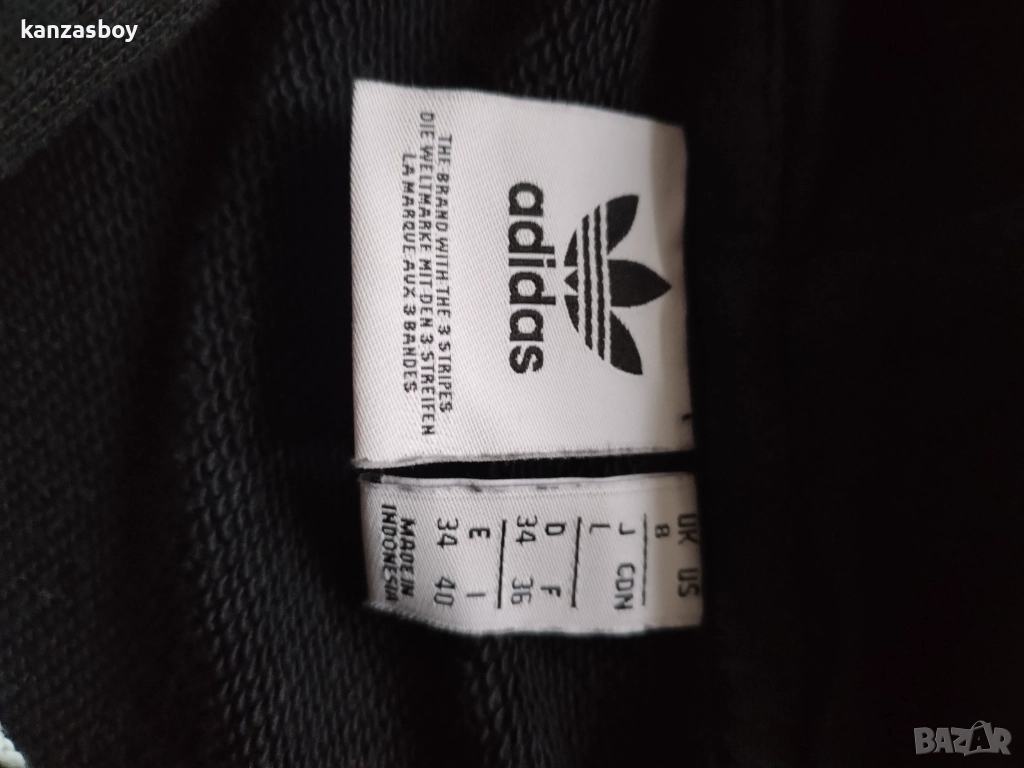 kanzasboy
adidas
THE BRAND WITH THE 3 STRIPES
DIE WELTMARKE MIT DEN 3 STREIFEN
LA MARQUE AUX 3 BANDES
UK US
8
J CDN
L
D F
34 36
E I
34 40
MADE IN
INDONESIA
BAZAR